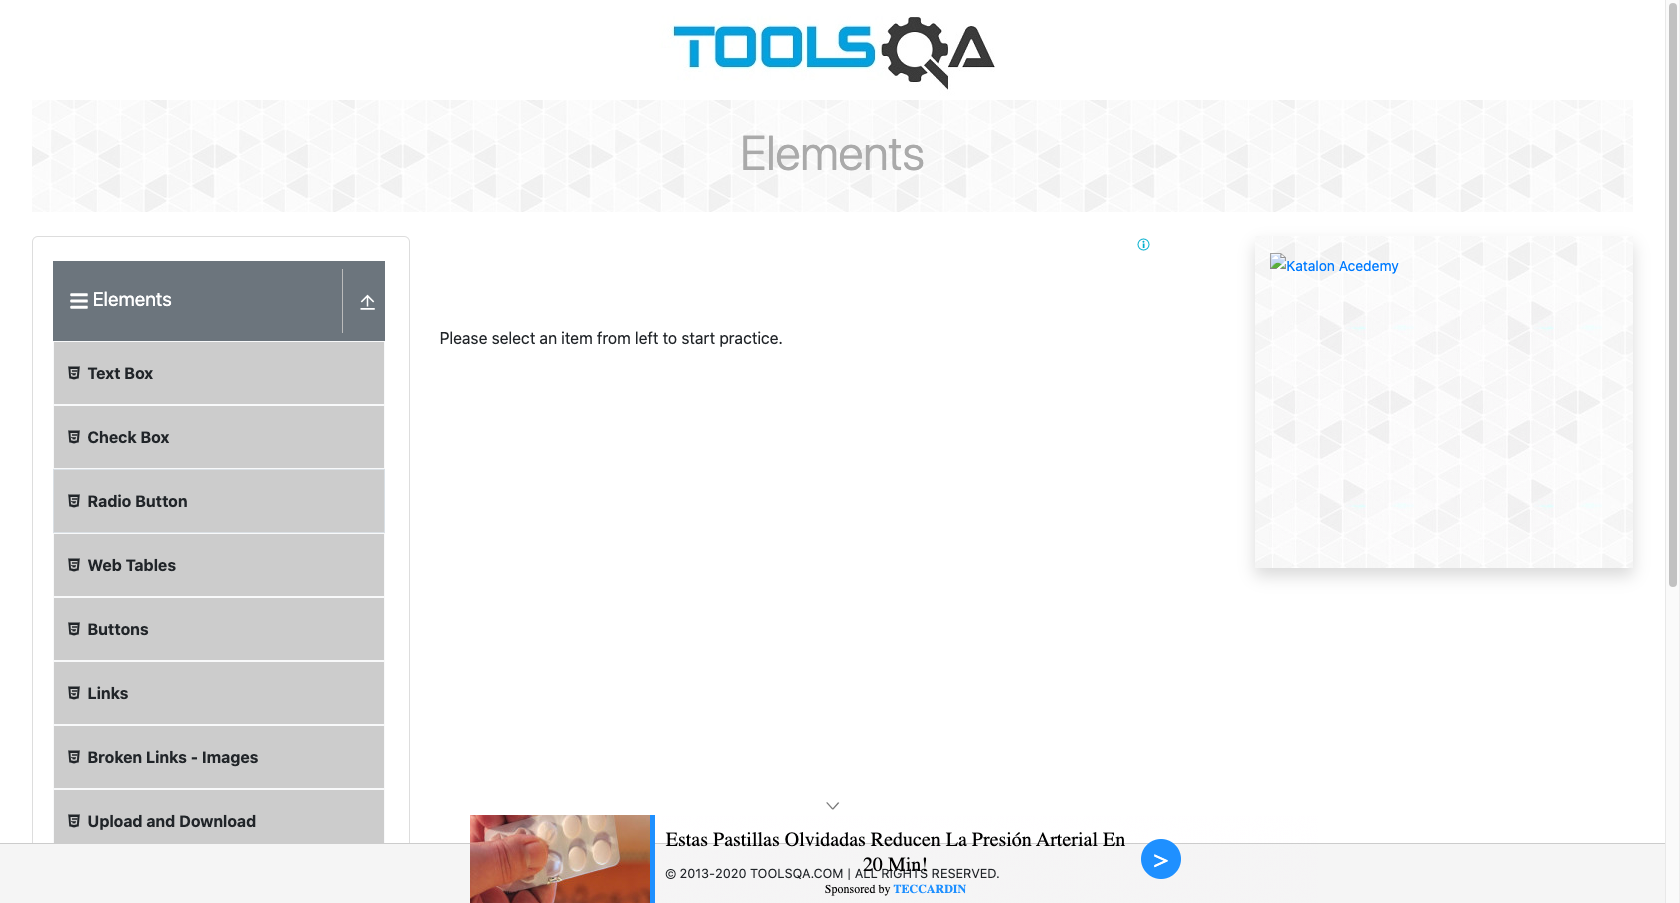 TOOLSQA
Elements
Elements
Text Box
Check Box
Radio Button
Web Tables
Buttons
Links
Broken Links - Images
Upload and Download
Please select an item from left to start practice.
Katalon Acedemy
Estas Pastillas Olvidadas Reducen La Presión Arterial En
20 Min!
© 2013-2020 TOOLSQA.COM | ALL RIGHTS RESERVED.
Sponsored by TECCARDIN